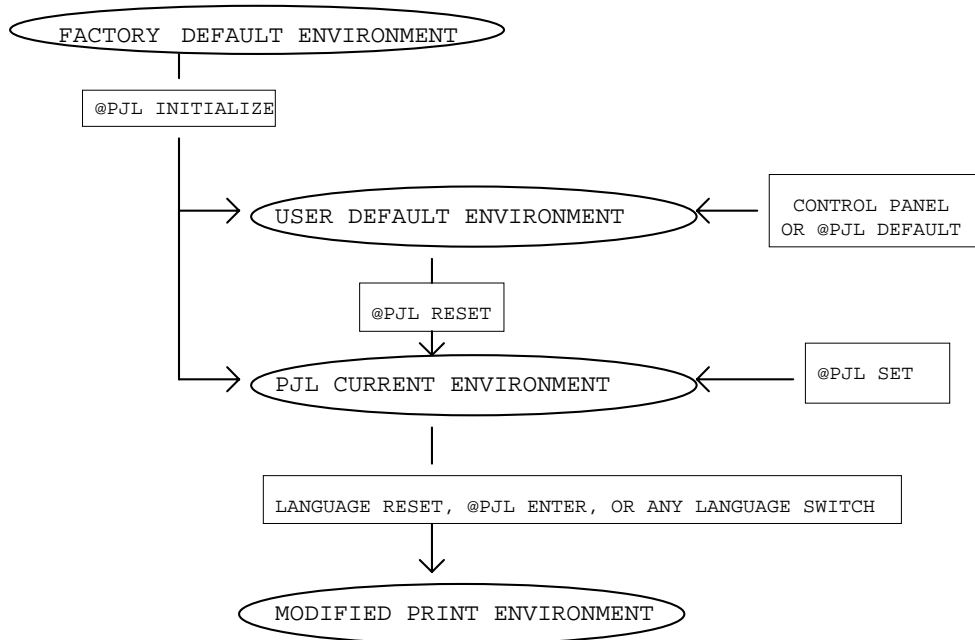 FACTORY DEFAULT ENVIRONMENT
@PJL INITIALIZE
USER DEFAULT ENVIRONMENT
CONTROL PANEL
OR @PJL DEFAULT
@PJL RESET
PJL CURRENT ENVIRONMENT
@PJL SET
LANGUAGE RESET, @PJL ENTER, OR ANY LANGUAGE SWITCH
MODIFIED PRINT ENVIRONMENT